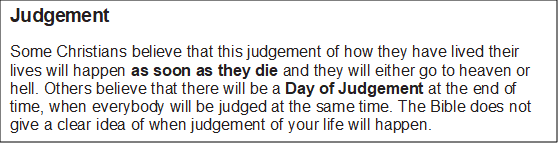 Judgement
Some Christians believe that this judgement of how they have lived their
lives will happen as soon as they die and they will either go to heaven or
hell. Others believe that there will be a Day of Judgement at the end of
time, when everybody will be judged at the same time. The Bible does not
give a clear idea of when judgement of your life will happen.